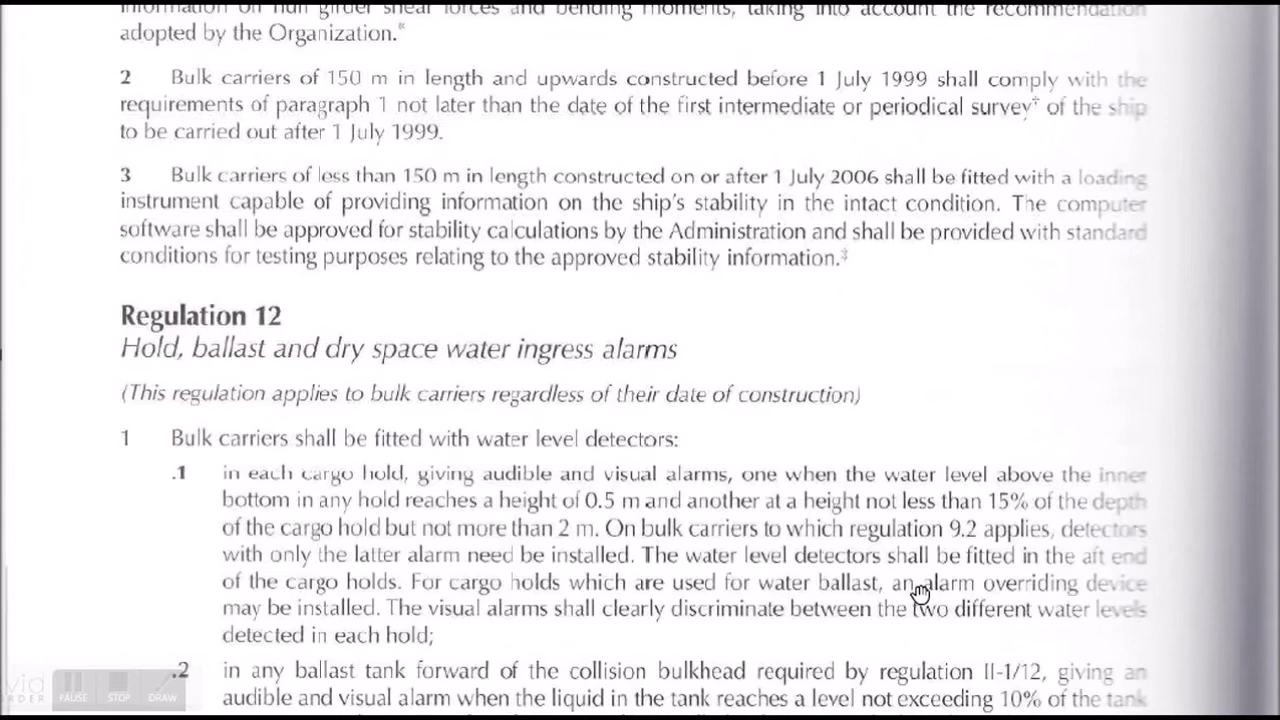 information on hull girder shear forces and bending moments, taking into account the recommendation
adopted by the Organization.*
2 Bulk carriers of 150 m in length and upwards constructed before 1 July 1999 shall comply with the
requirements of paragraph 1 not later than the date of the first intermediate or periodical survey† of the ship
to be carried out after 1 July 1999.
3 Bulk carriers of less than 150 m in length constructed on or after 1 July 2006 shall be fitted with a loading
instrument capable of providing information on the ship's stability in the intact condition. The computer
software shall be approved for stability calculations by the Administration and shall be provided with standard
conditions for testing purposes relating to the approved stability information.‡
Regulation 12
Hold, ballast and dry space water ingress alarms
(This regulation applies to bulk carriers regardless of their date of construction)
1 Bulk carriers shall be fitted with water level detectors:
.1 in each cargo hold, giving audible and visual alarms, one when the water level above the inner
bottom in any hold reaches a height of 0.5 m and another at a height not less than 15% of the depth
of the cargo hold but not more than 2 m. On bulk carriers to which regulation 9.2 applies, detectors
with only the latter alarm need be installed. The water level detectors shall be fitted in the aft end
of the cargo holds. For cargo holds which are used for water ballast, an alarm overriding device
may be installed. The visual alarms shall clearly discriminate between the two different water levels
detected in each hold;
.2 in any ballast tank forward of the collision bulkhead required by regulation II-1/12, giving an
audible and visual alarm when the liquid in the tank reaches a level not exceeding 10% of the tank
PAUSE STOP DRAW